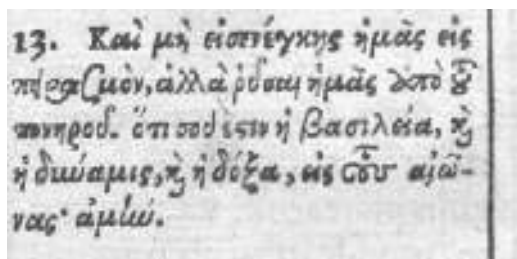 13. Καὶ μὴ εἰσενέγκῃς ἡμᾶς εἰς
πειρασμὸν, ἀλλὰ ῥῦσαι ἡμᾶς ἀπὸ τοῦ
πονηροῦ. ὅτι σοῦ ἐστιν ἡ βασιλεία, καὶ
ἡ δύναμις, καὶ ἡ δόξα, εἰς τοὺς αἰῶ-
νας· ἀμήν.